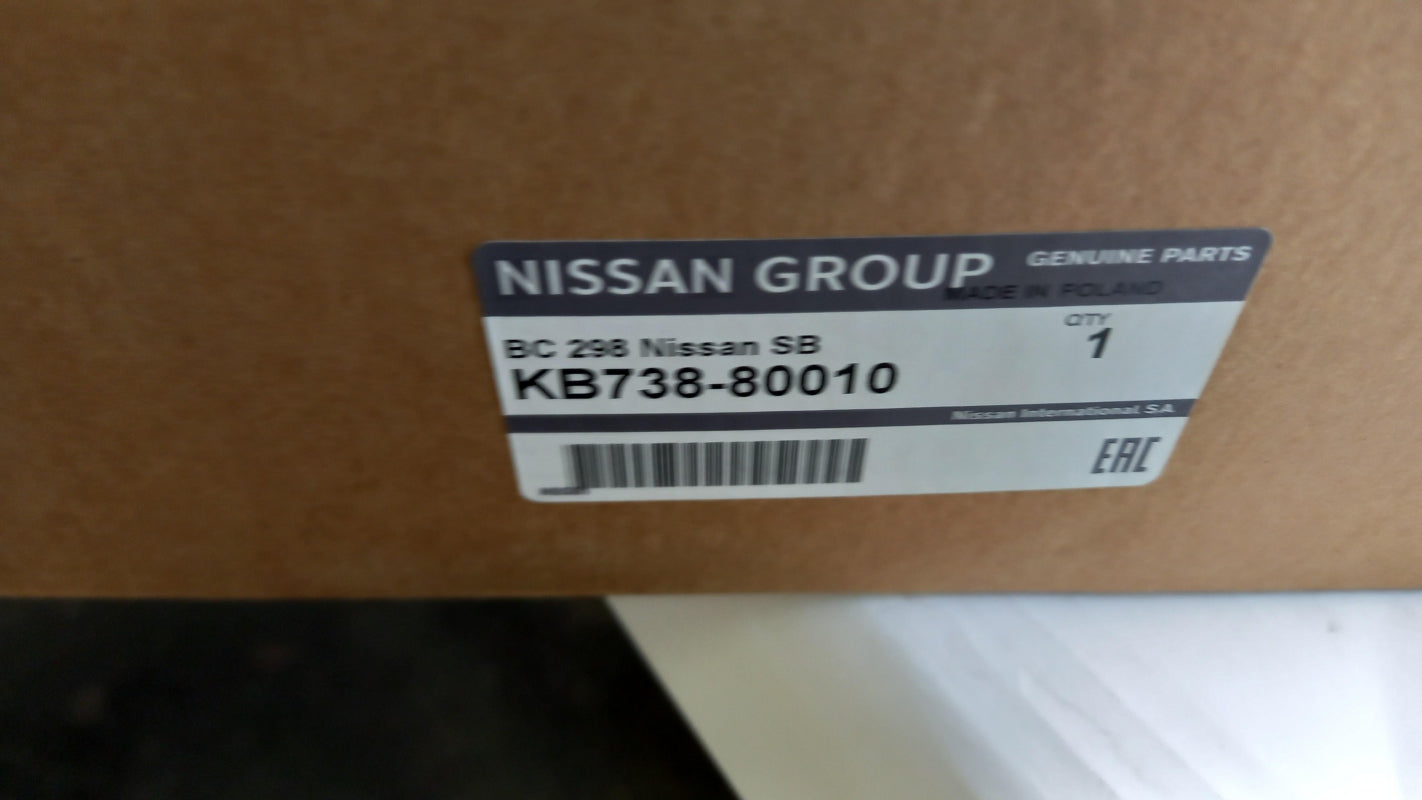 NISSAN GROUP GENUINE PARTS
MADE IN POLAND
QTY
BC 298 Nissan SB 1
KB738-80010
Nissan International SA
EAC